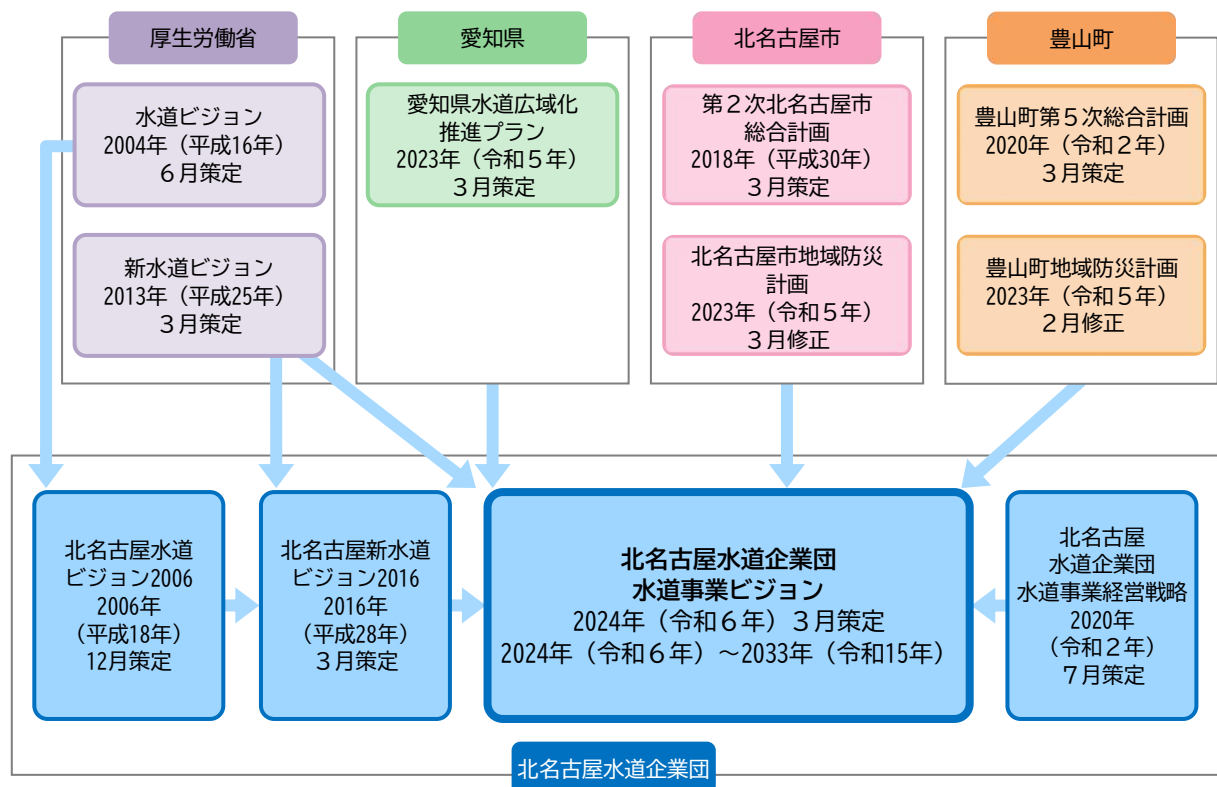 厚生労働省
水道ビジョン
2004年（平成16年）
６月策定
新水道ビジョン
2013年（平成25年）
３月策定
愛知県
愛知県水道広域化
推進プラン
2023年（令和５年）
３月策定
北名古屋市
第２次北名古屋市
総合計画
2018年（平成30年）
３月策定
北名古屋市地域防災
計画
2023年（令和５年）
３月修正
豊山町
豊山町第５次総合計画
2020年（令和２年）
３月策定
豊山町地域防災計画
2023年（令和５年）
２月修正
北名古屋水道
ビジョン2006
2006年
（平成18年）
12月策定
北名古屋新水道
ビジョン2016
2016年
（平成28年）
３月策定
北名古屋水道企業団
水道事業ビジョン
2024年（令和６年）３月策定
2024年（令和６年）～2033年（令和15年）
北名古屋
水道企業団
水道事業経営戦略
2020年
（令和２年）
７月策定
北名古屋水道企業団